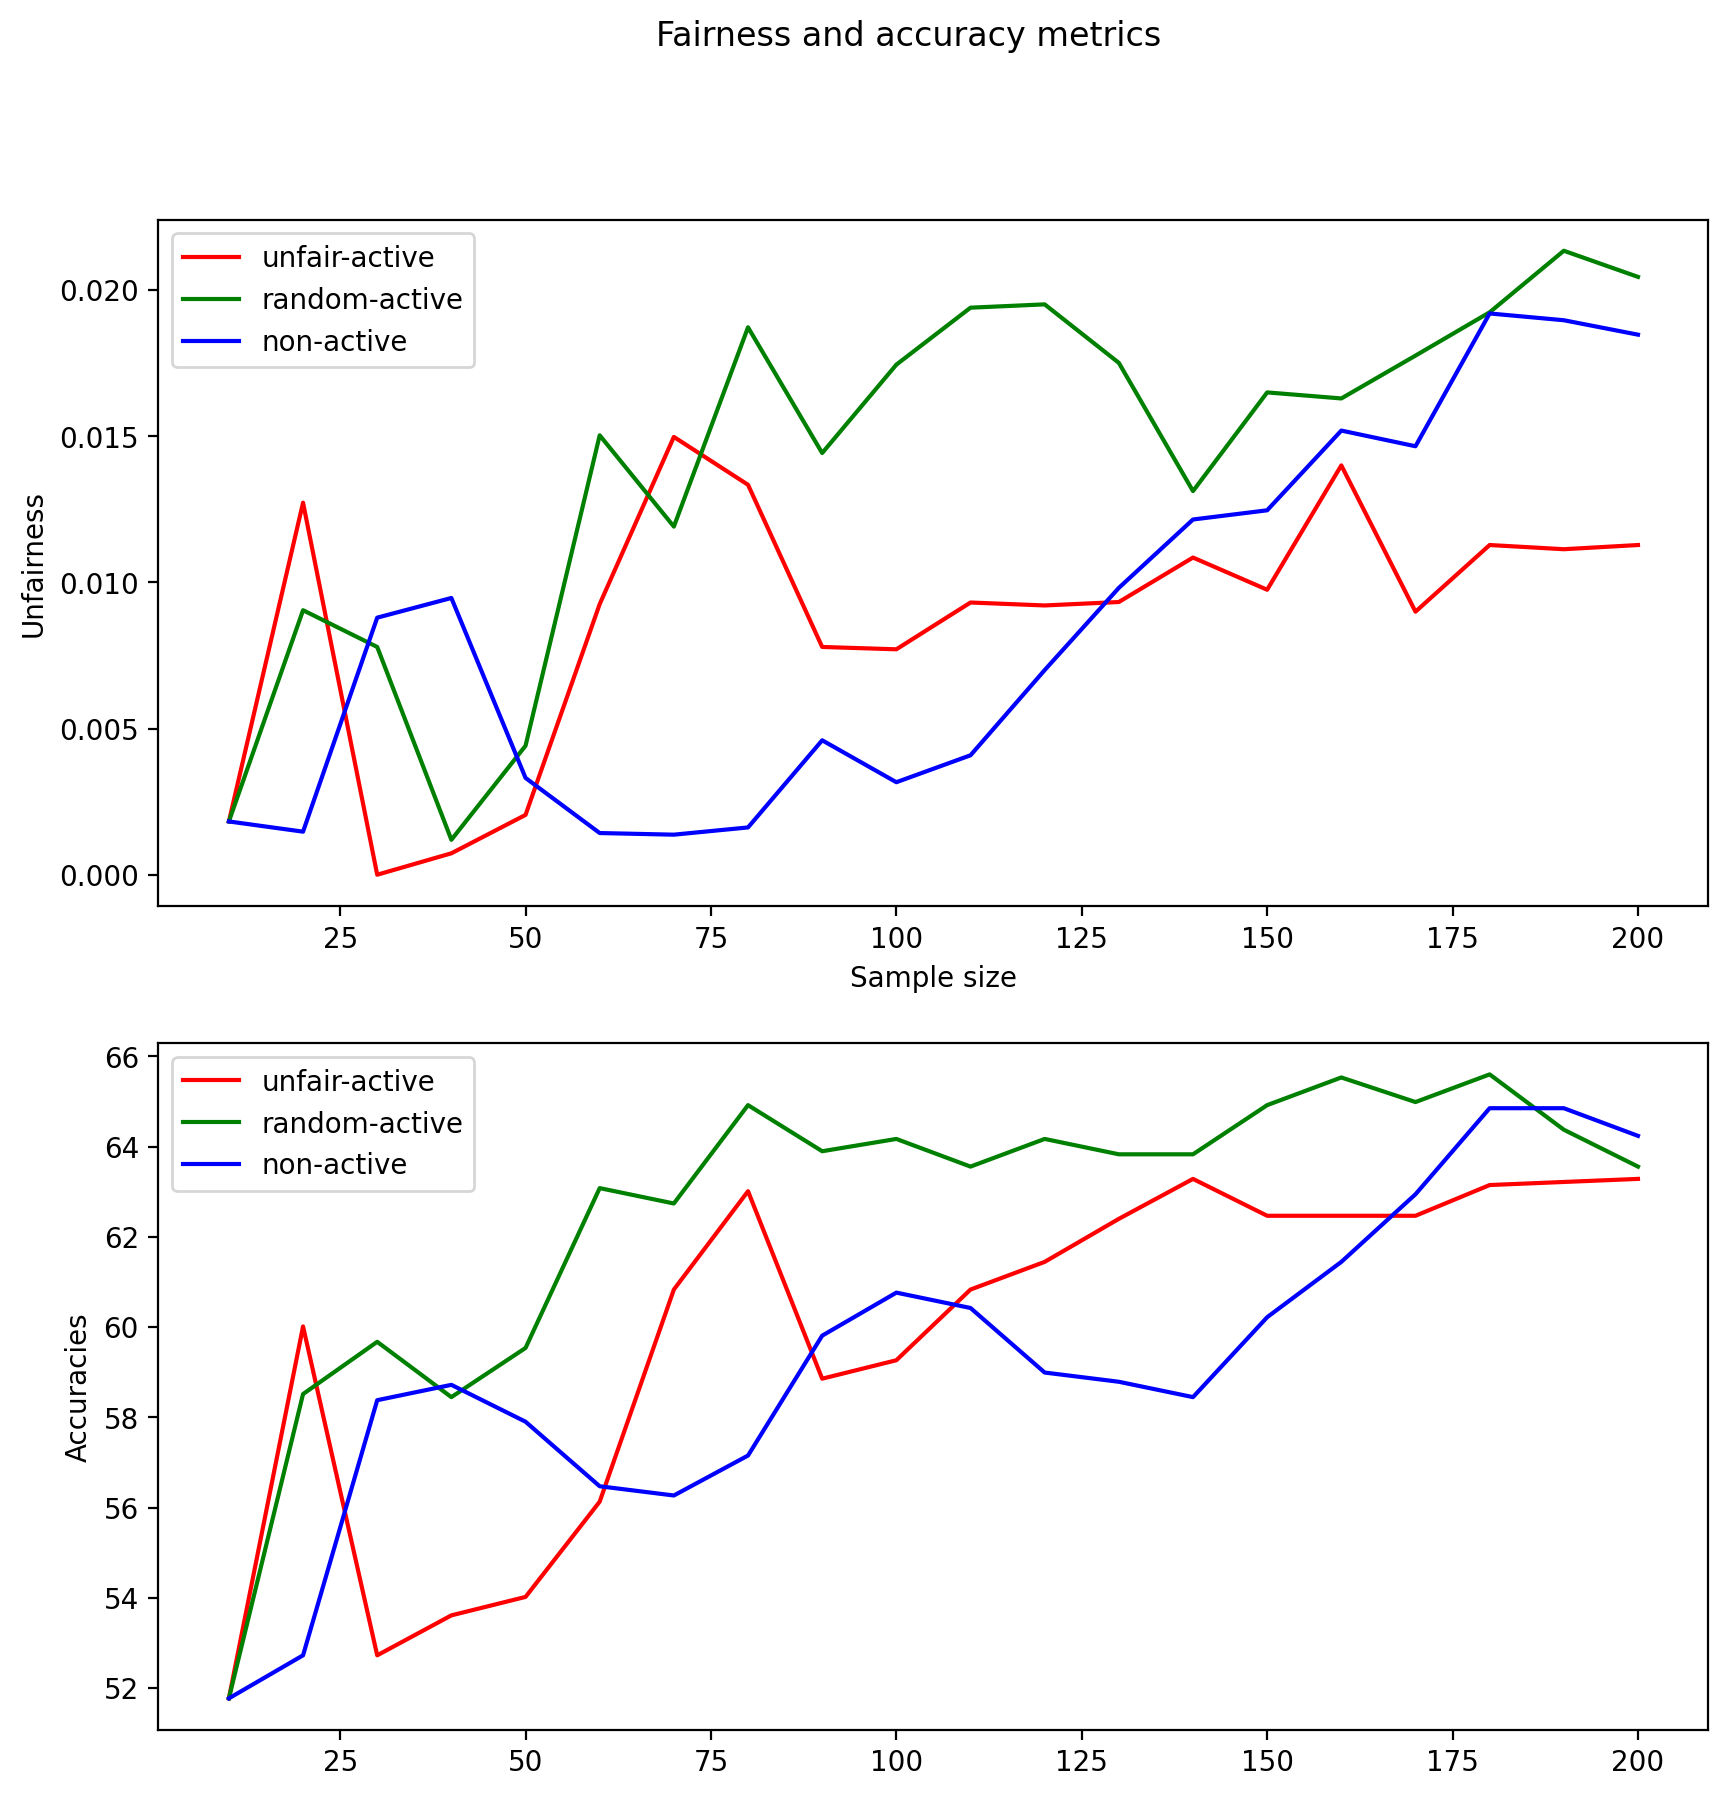 Fairness and accuracy metrics
unfair-active
random-active
non-active
0.020
0.015
0.010
0.005
0.000
Unfairness
25 50 75 100 125 150 175 200
Sample size
unfair-active
random-active
non-active
66
64
62
60
58
56
54
52
Accuracies
25 50 75 100 125 150 175 200